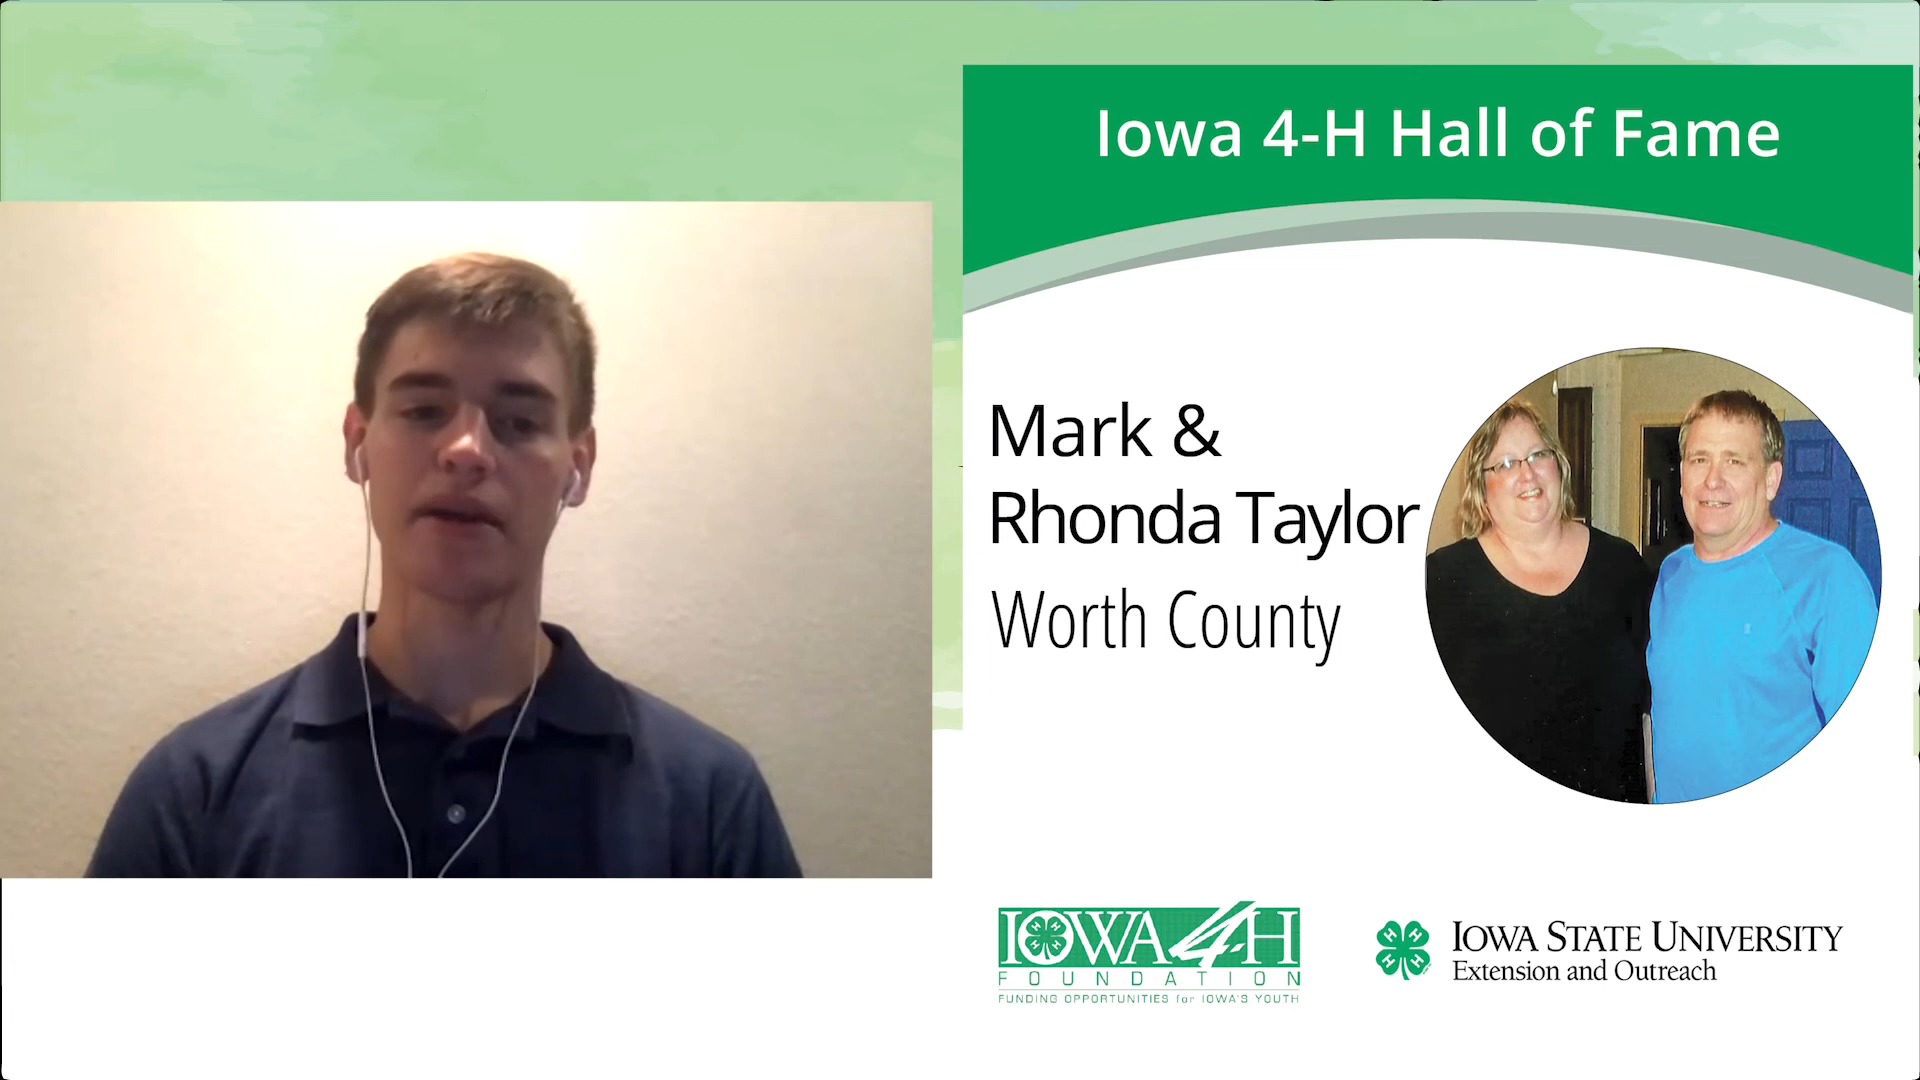 Iowa 4-H Hall of Fame
Mark &
Rhonda Taylor
Worth County
IOWA 4-H
FOUNDATION
FUNDING OPPORTUNITIES for IOWA'S YOUTH
H H
H H
IOWA STATE UNIVERSITY
Extension and Outreach